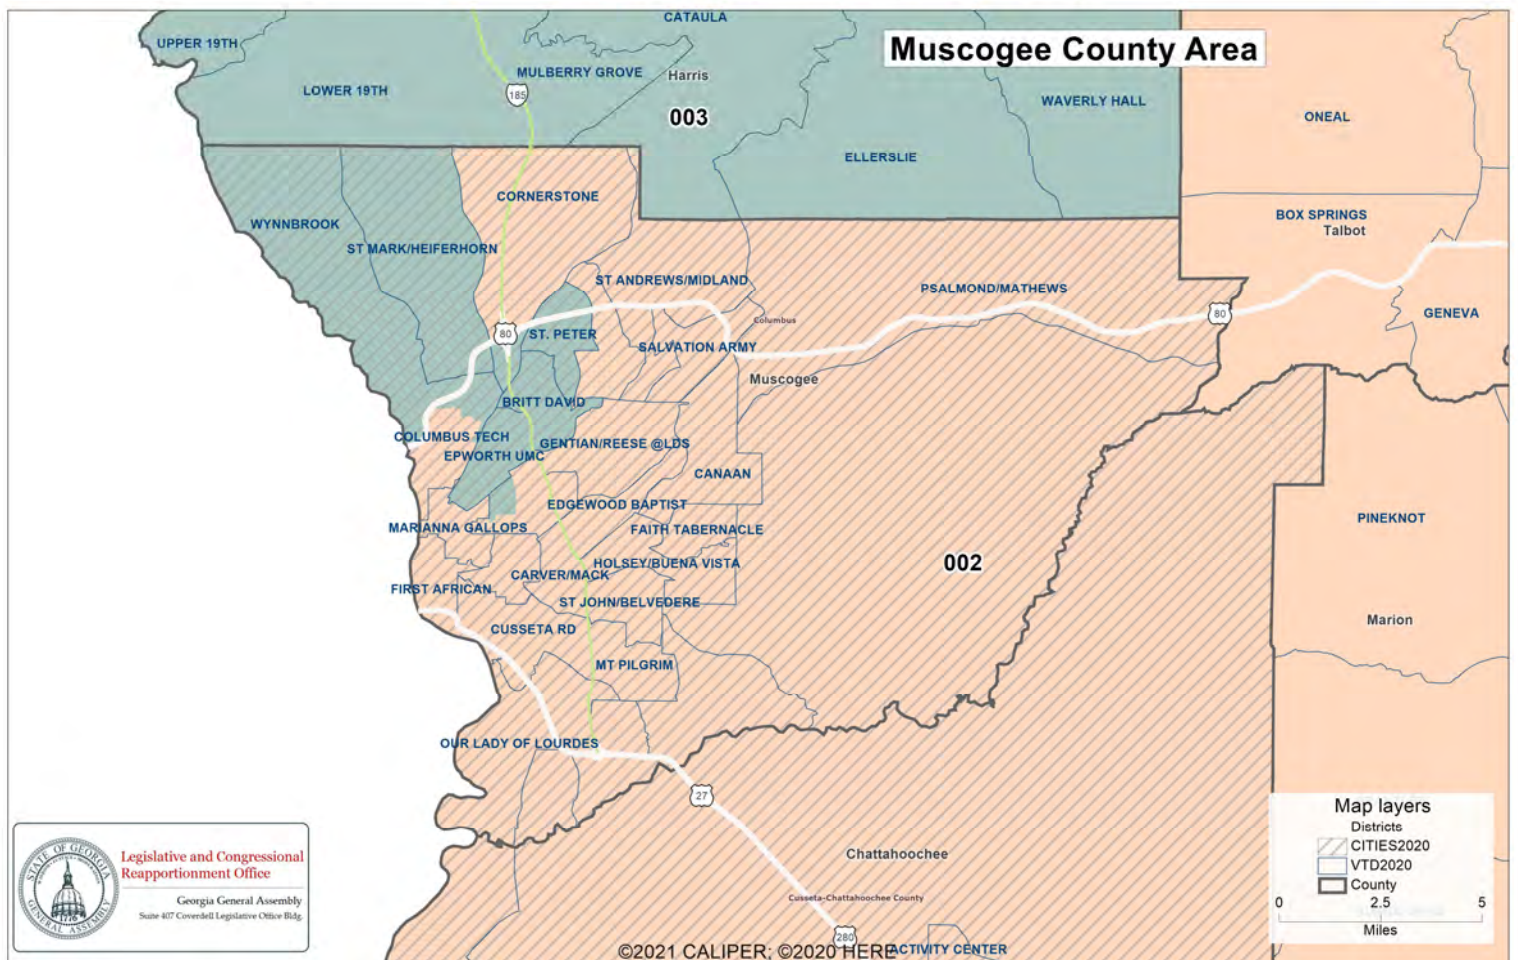 CATAULA
UPPER 19TH
Muscogee County Area
MULBERRY GROVE
Harris
LOWER 19TH
185
WAVERLY HALL
003
ONEAL
ELLERSLIE
CORNERSTONE
WYNNBROOK
BOX SPRINGS
Talbot
ST MARK/HEIFERHORN
ST ANDREWS/MIDLAND
PSALMOND/MATHEWS
80
GENEVA
Columbus
80
ST. PETER
SALVATION ARMY
Muscogee
BRITT DAVID
COLUMBUS TECH
GENTIAN/REESE @LDS
EPWORTH UMC
CANAAN
EDGEWOOD BAPTIST
PINEKNOT
MARIANNA GALLOPS
FAITH TABERNACLE
002
HOLSEY/BUENA VISTA
CARVER/MACK
FIRST AFRICAN
ST JOHN/BELVEDERE
Marion
CUSSETA RD
MT PILGRIM
OUR LADY OF LOURDES
27
Map layers
Districts
CITIES2020
VTD2020
County
0 2.5 5
Miles
STATE OF GEORGIA
GENERAL ASSEMBLY
1776
Legislative and Congressional
Reapportionment Office
Georgia General Assembly
Suite 407 Coverdell Legislative Office Bldg.
Chattahoochee
Cusseta-Chattahoochee County
280
ACTIVITY CENTER
©2021 CALIPER; ©2020 HERE